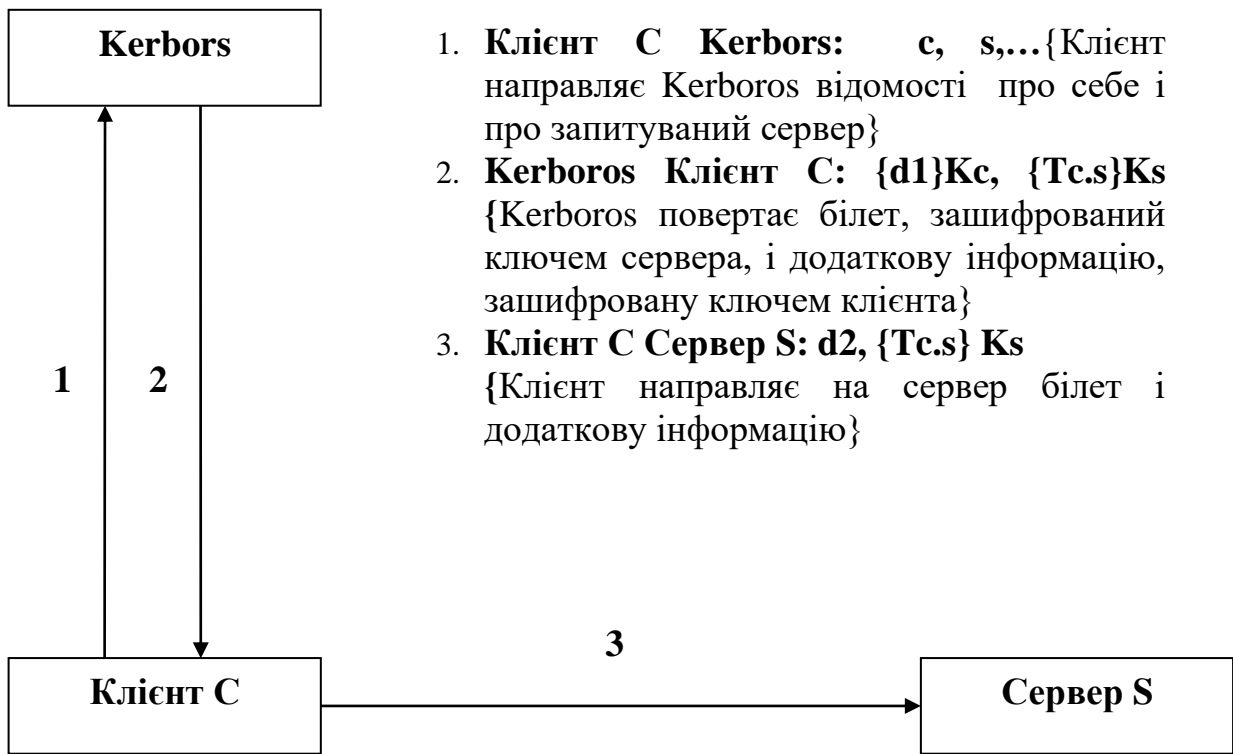 Kerbors
1. Клієнт С Kerbors: c, s,…{Клієнт
направляє Kerboros відомості про себе і
про запитуваний сервер}
2. Kerboros Клієнт С: {d1}Kc, {Tc.s}Ks
{Kerboros повертає білет, зашифрований
ключем сервера, і додаткову інформацію,
зашифровану ключем клієнта}
3. Клієнт С Сервер S: d2, {Tc.s} Ks
{Клієнт направляє на сервер білет і
додаткову інформацію}
1 2
3
Клієнт С
Сервер S